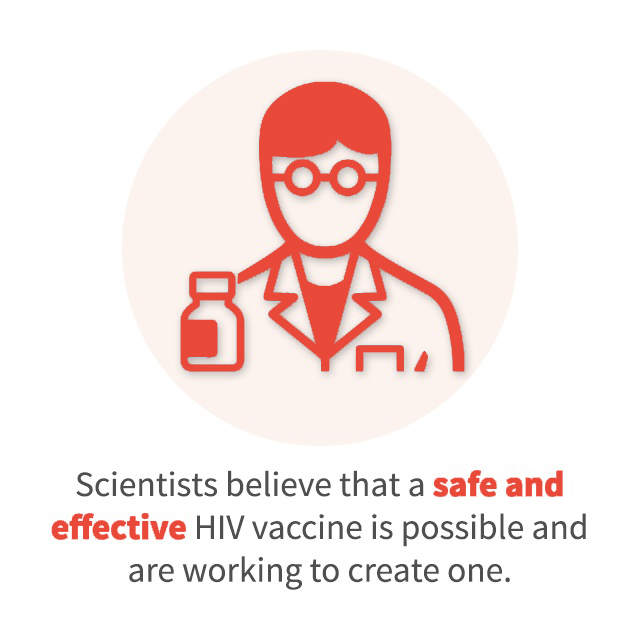 Scientists believe that a safe and
effective HIV vaccine is possible and
are working to create one.